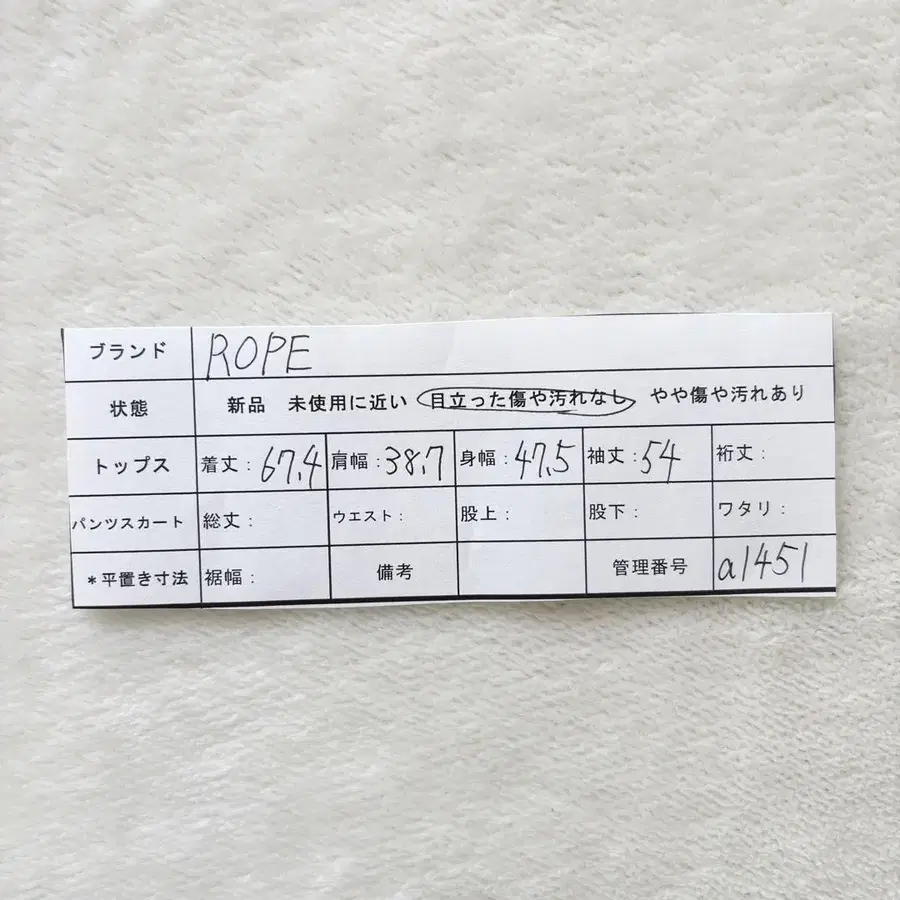 ブランド ROPE
状態 新品 未使用に近い 目立った傷や汚れなし やや傷や汚れあり
トップス 着丈:67.4 肩幅:38.7 身幅:47.5 袖丈:54 裄丈:
パンツスカート 総丈: ウエスト: 股上: 股下: ワタリ:
*平置き寸法 裾幅: 備考 管理番号 a1451